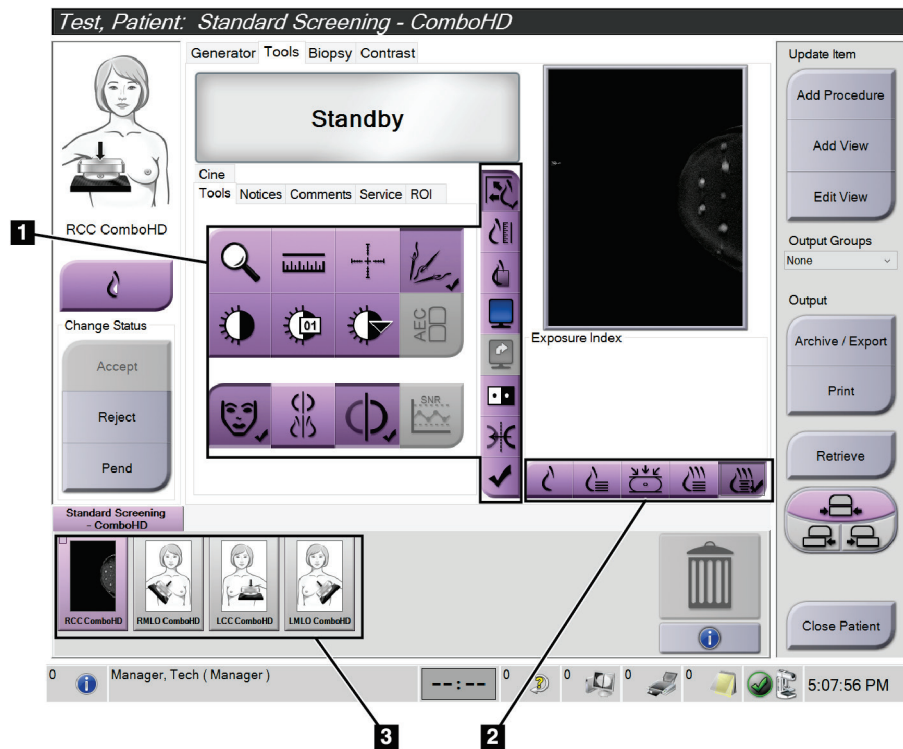 Test, Patient: Standard Screening - ComboHD
Generator Tools Biopsy Contrast
Update Item
Standby
Add Procedure
Add View
Edit View
Cine
Tools Notices Comments Service ROI
RCC ComboHD
1
01
AEC
SNR
Output Groups
None
Change Status
Accept
Reject
Pend
Exposure Index
Output
Archive / Export
Print
Retrieve
Standard Screening
- ComboHD
RCC ComboHD
RMLO ComboHD
LCC ComboHD
LMLO ComboHD
Close Patient
0
Manager, Tech ( Manager )
--:--
0
0
0
0
5:07:56 PM
3
2